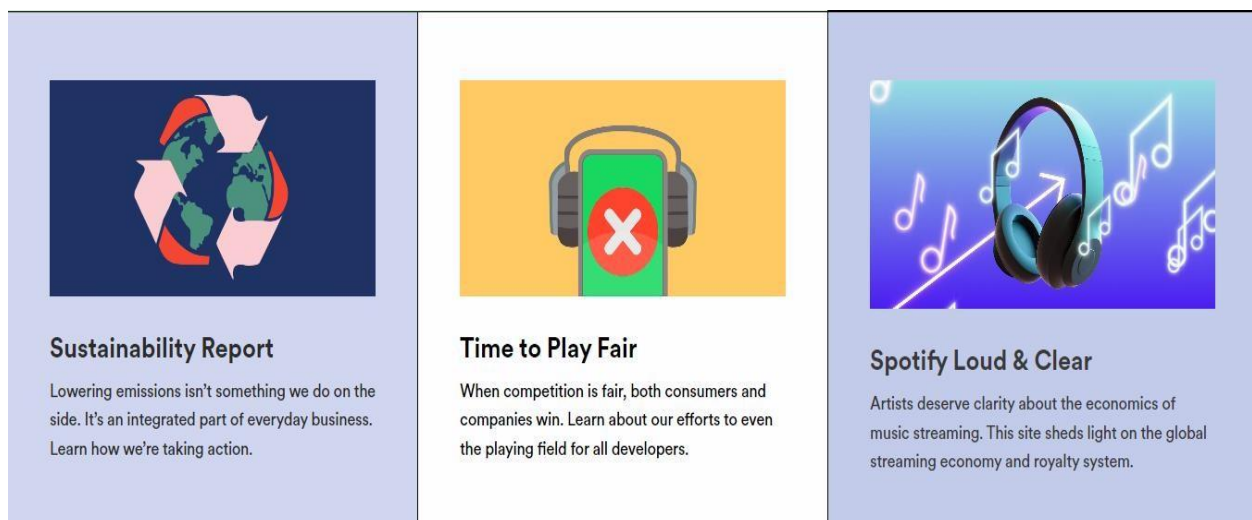 Sustainability Report
Lowering emissions isn’t something we do on the
side. It’s an integrated part of everyday business.
Learn how we’re taking action.
Time to Play Fair
When competition is fair, both consumers and
companies win. Learn about our efforts to even
the playing field for all developers.
Spotify Loud & Clear
Artists deserve clarity about the economics of
music streaming. This site sheds light on the global
streaming economy and royalty system.